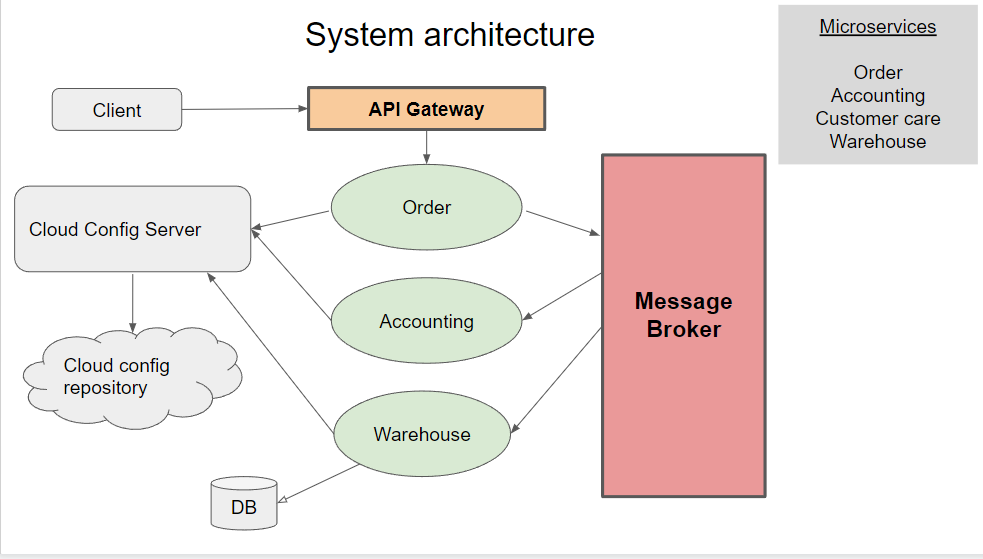 System architecture
Microservices
Order
Accounting
Customer care
Warehouse
Client
API Gateway
Order
Cloud Config Server
Accounting
Message
Broker
Cloud config
repository
Warehouse
DB